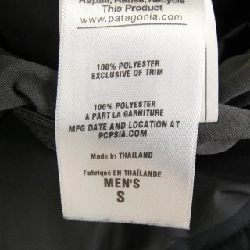 Repair, Reuse, Recycle
This Product
www.patagonia.com
100% POLYESTER
EXCLUSIVE OF TRIM
100% POLYESTER
A PART LA GARNITURE
MFG DATE AND LOCATION AT
PCPSIA.COM
Made in THAILAND
Fabriqué en THAÏLANDE
MEN'S
S